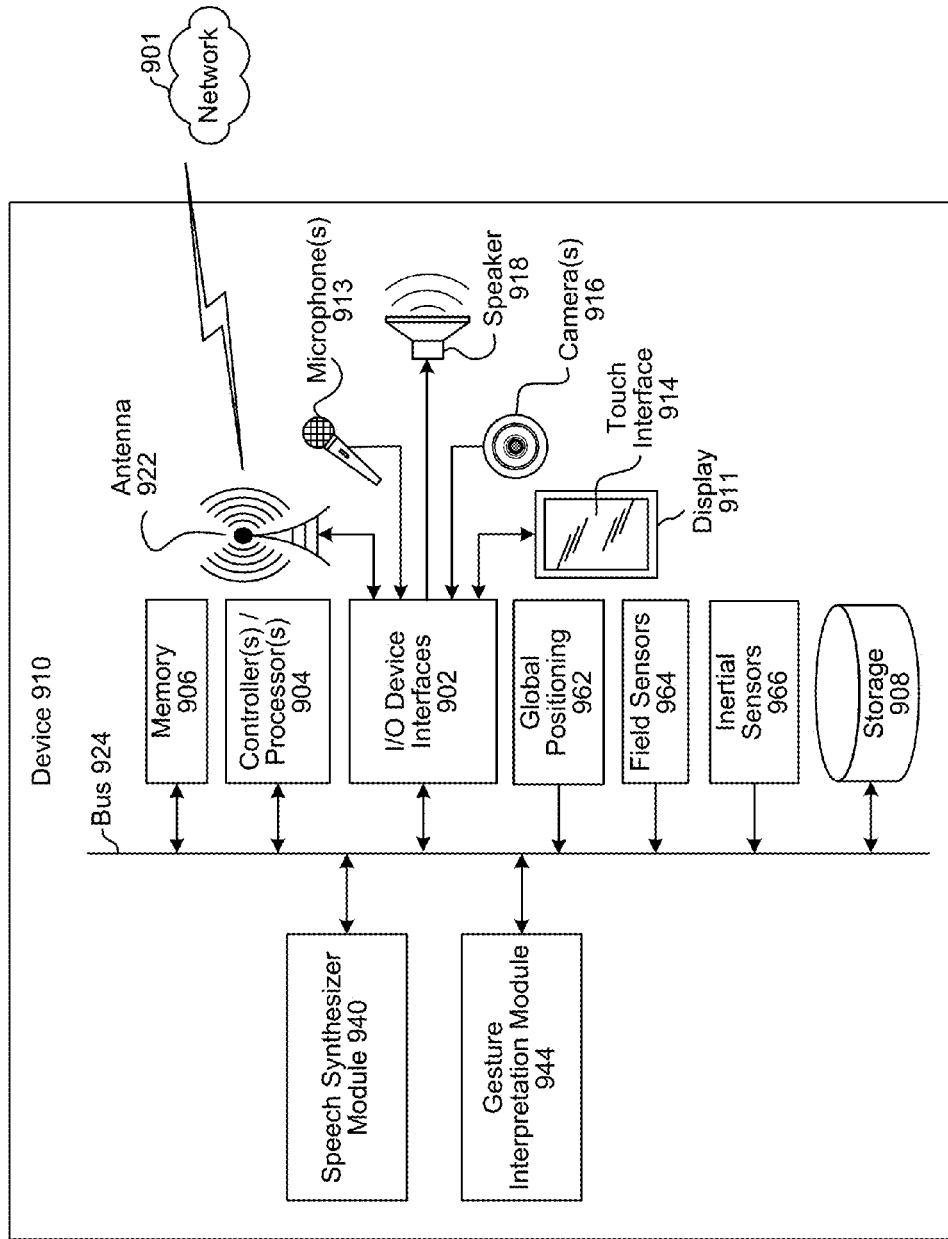 Device 910
Bus 924
Memory
906
Controller(s) /
Processor(s)
904
I/O Device
Interfaces
902
Global
Positioning
962
Field Sensors
964
Inertial
Sensors
966
Storage
908
Speech Synthesizer
Module 940
Gesture
Interpretation Module
944
Antenna
922
Microphone(s)
913
Speaker
918
Camera(s)
916
Touch
Interface
914
Display
911
901
Network